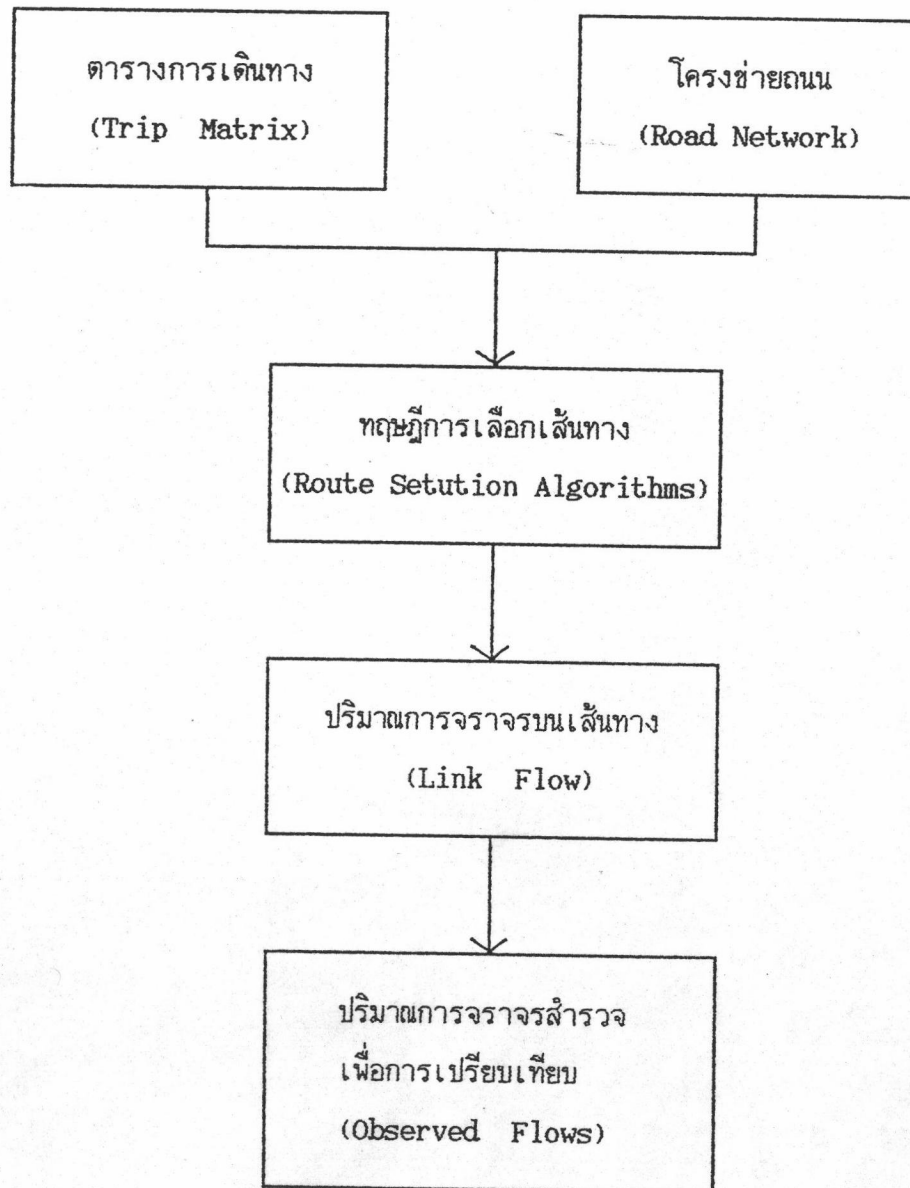 ตารางการเดินทาง
(Trip Matrix)
โครงข่ายถนน
(Road Network)
ทฤษฎีการเลือกเส้นทาง
(Route Setution Algorithms)
ปริมาณการจราจรบนเส้นทาง
(Link Flow)
ปริมาณการจราจรสำรวจ
เพื่อการเปรียบเทียบ
(Observed Flows)